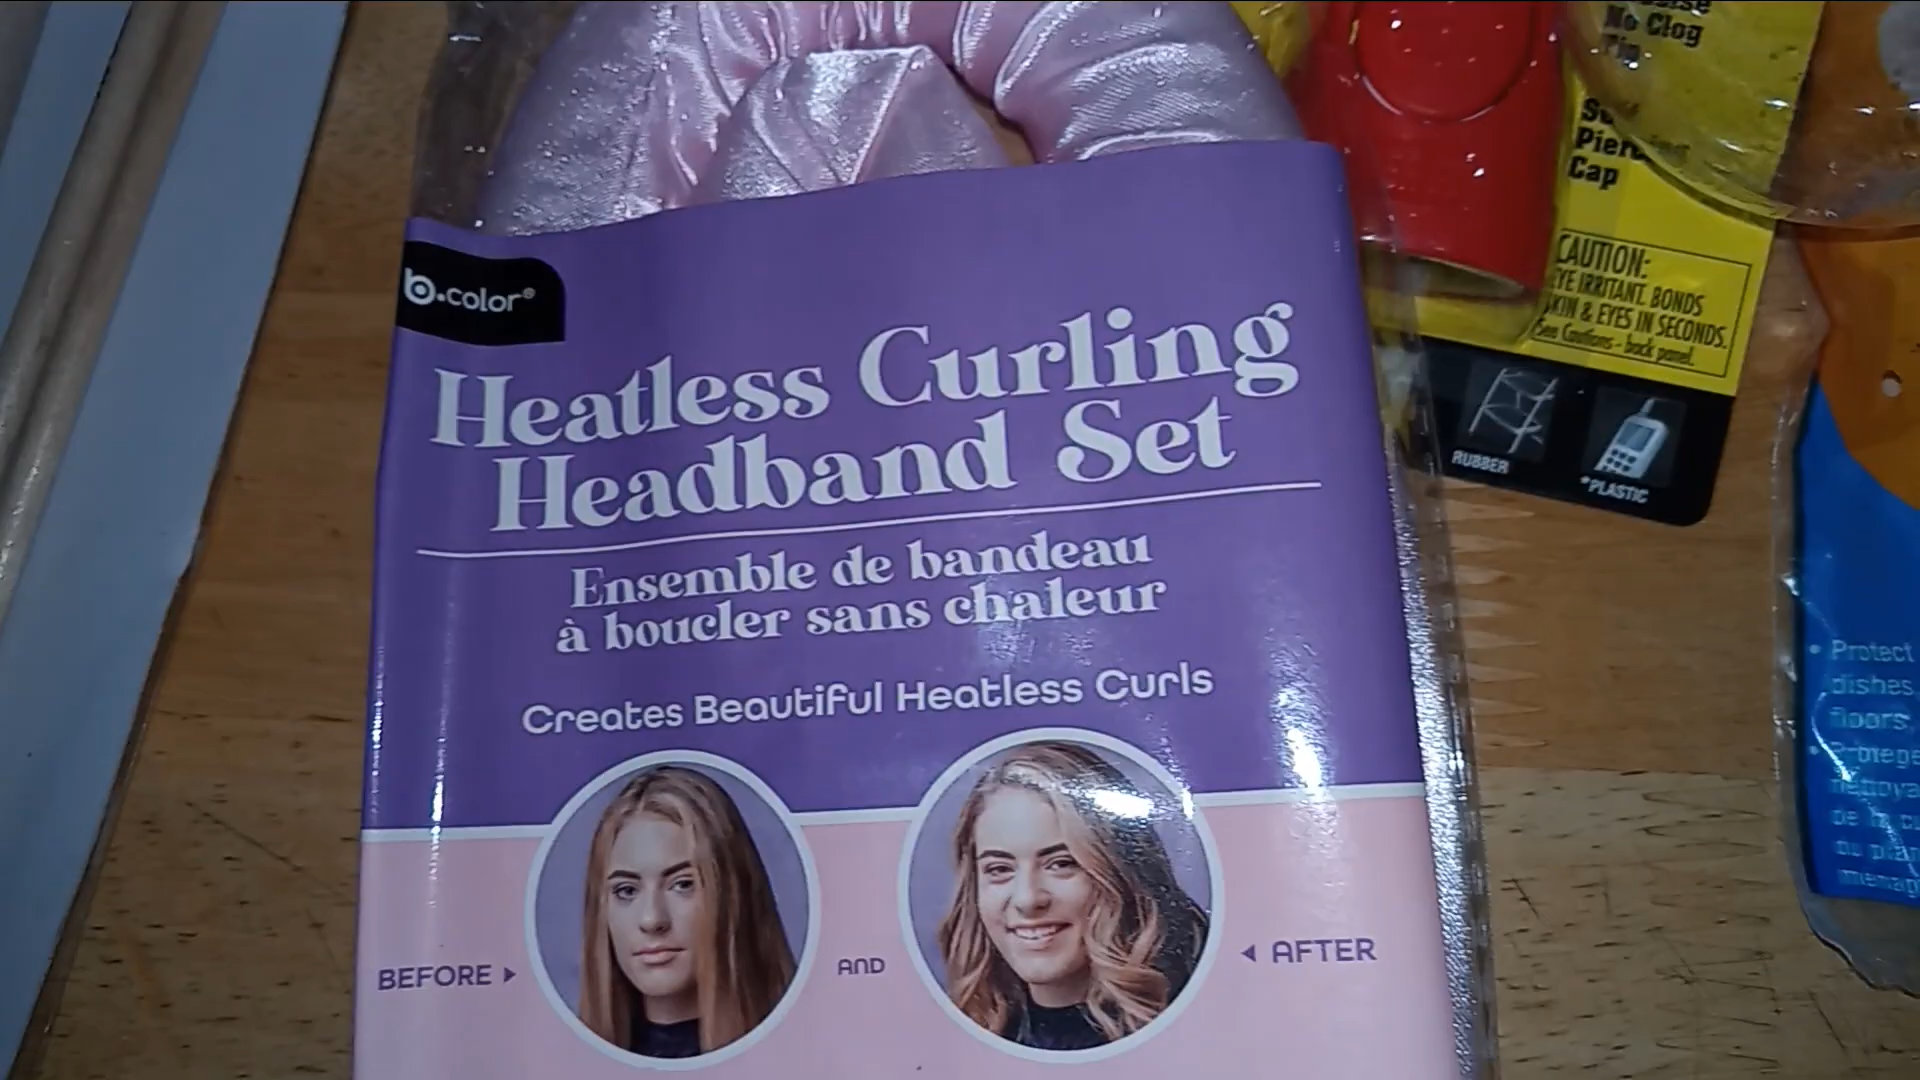 b.color®
Heatless Curling
Headband Set
Ensemble de bandeau
à boucler sans chaleur
Creates Beautiful Heatless Curls
BEFORE
AND
AFTER
No Clog
Cap
CAUTION:
EYE IRRITANT. BONDS
SKIN & EYES IN SECONDS.
See Cautions - back panel.
RUBBER
*PLASTIC
• Protect
dishes,
floors,